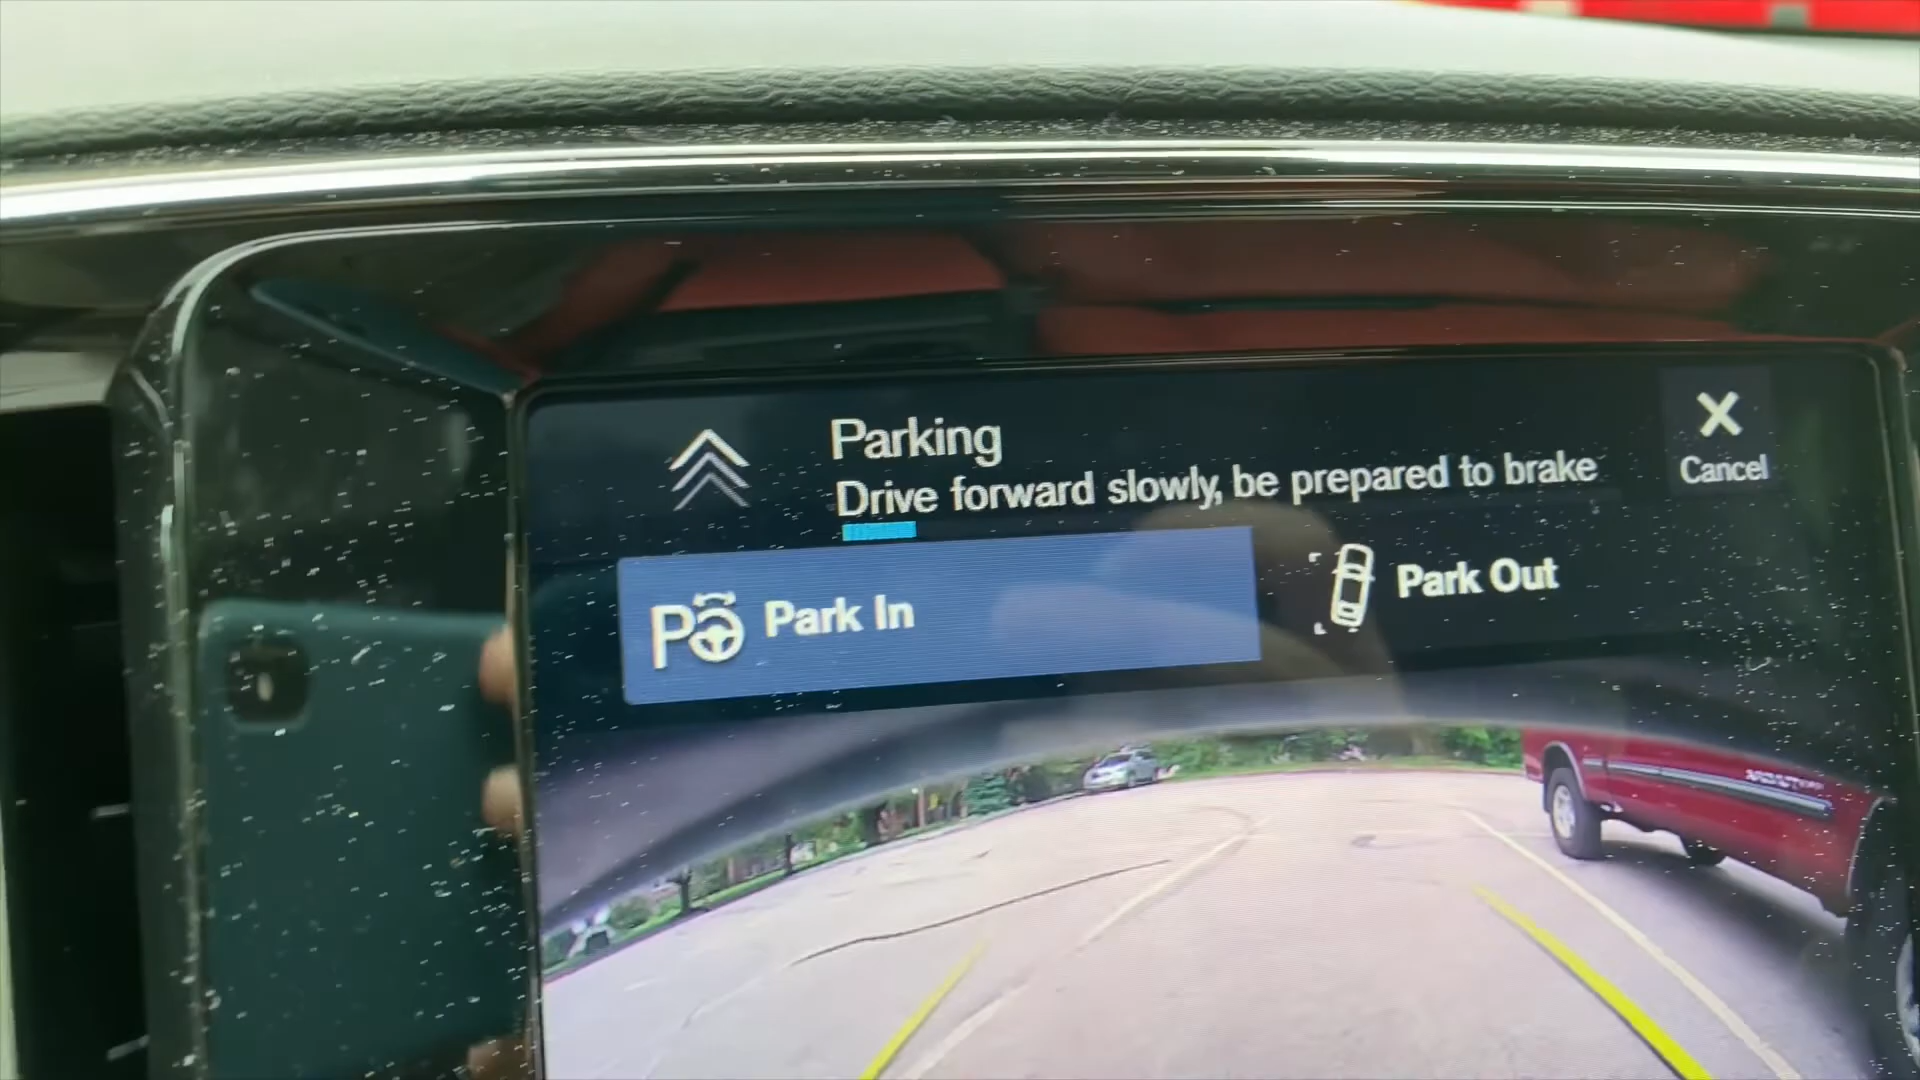 Parking
Drive forward slowly, be prepared to brake
Cancel
Park In
Park Out